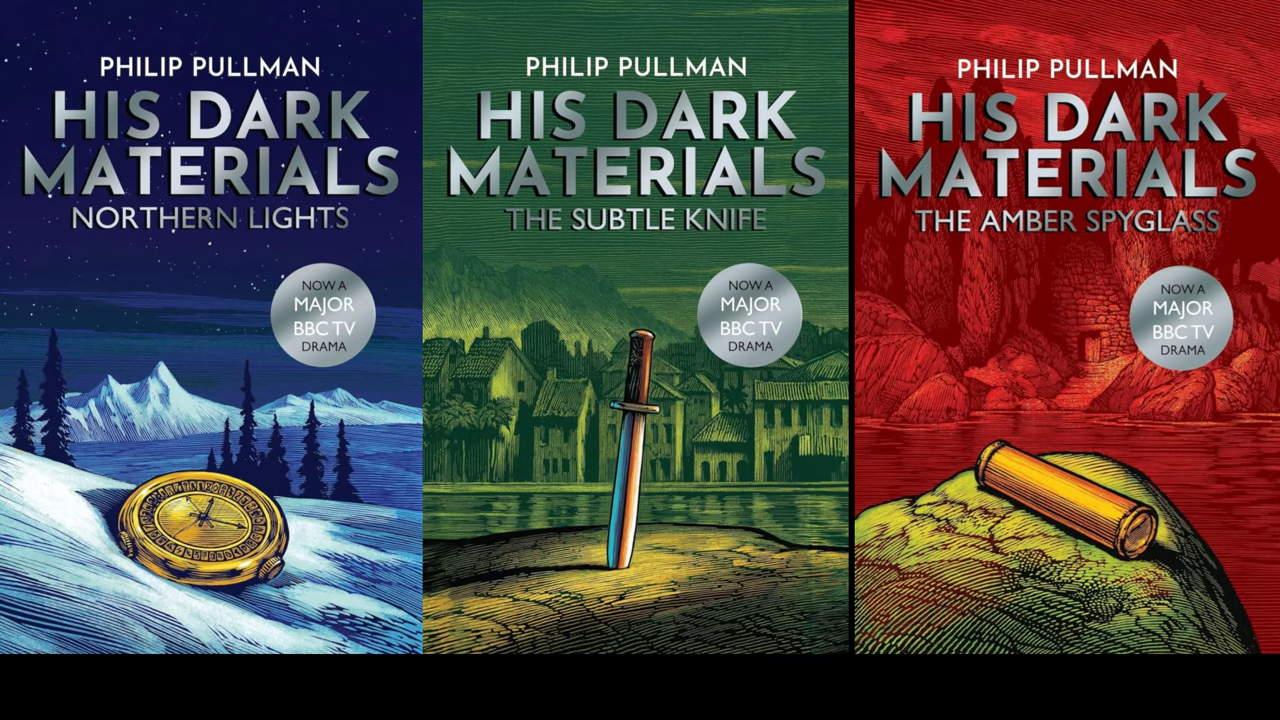 PHILIP PULLMAN
HIS DARK
MATERIALS
NORTHERN LIGHTS
NOW A
MAJOR
BBC TV
DRAMA
PHILIP PULLMAN
HIS DARK
MATERIALS
THE SUBTLE KNIFE
NOW A
MAJOR
BBC TV
DRAMA
PHILIP PULLMAN
HIS DARK
MATERIALS
THE AMBER SPYGLASS
NOW A
MAJOR
BBC TV
DRAMA